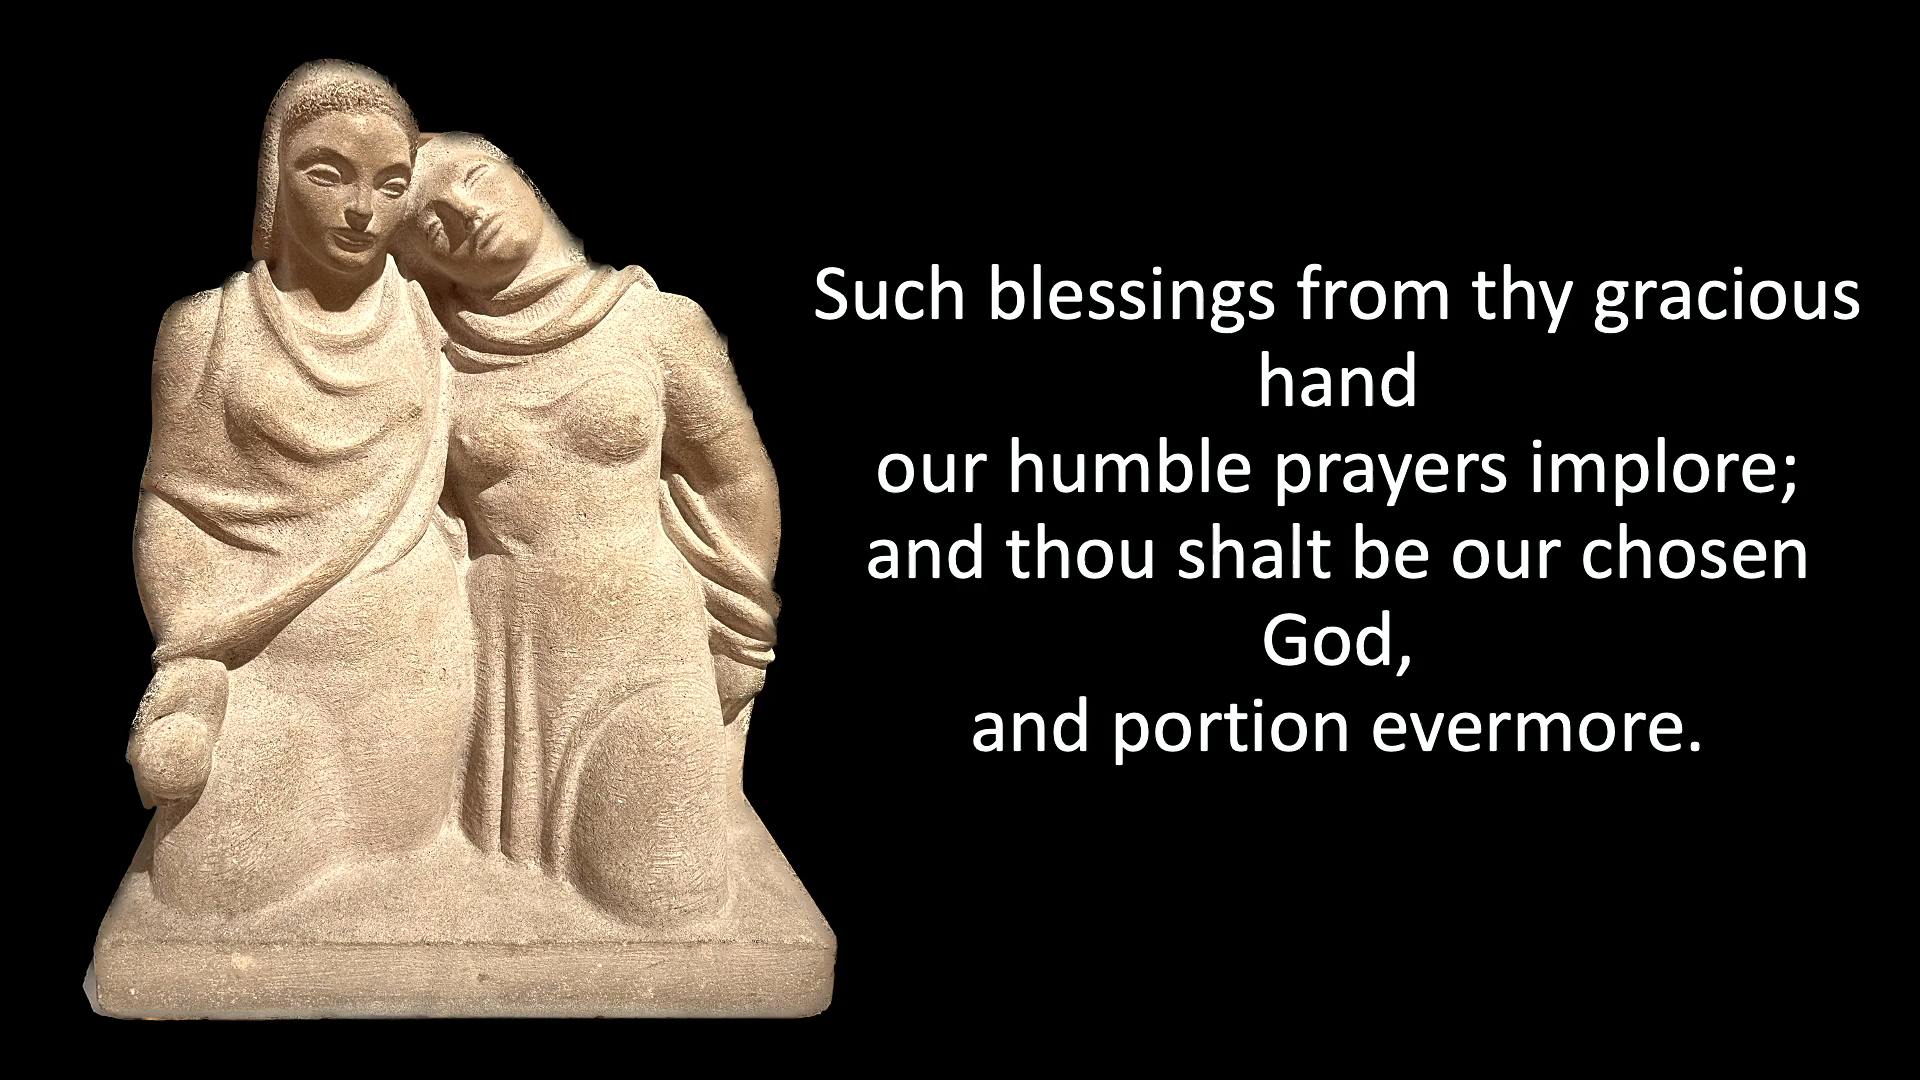 Such blessings from thy gracious
hand
our humble prayers implore;
and thou shalt be our chosen
God,
and portion evermore.